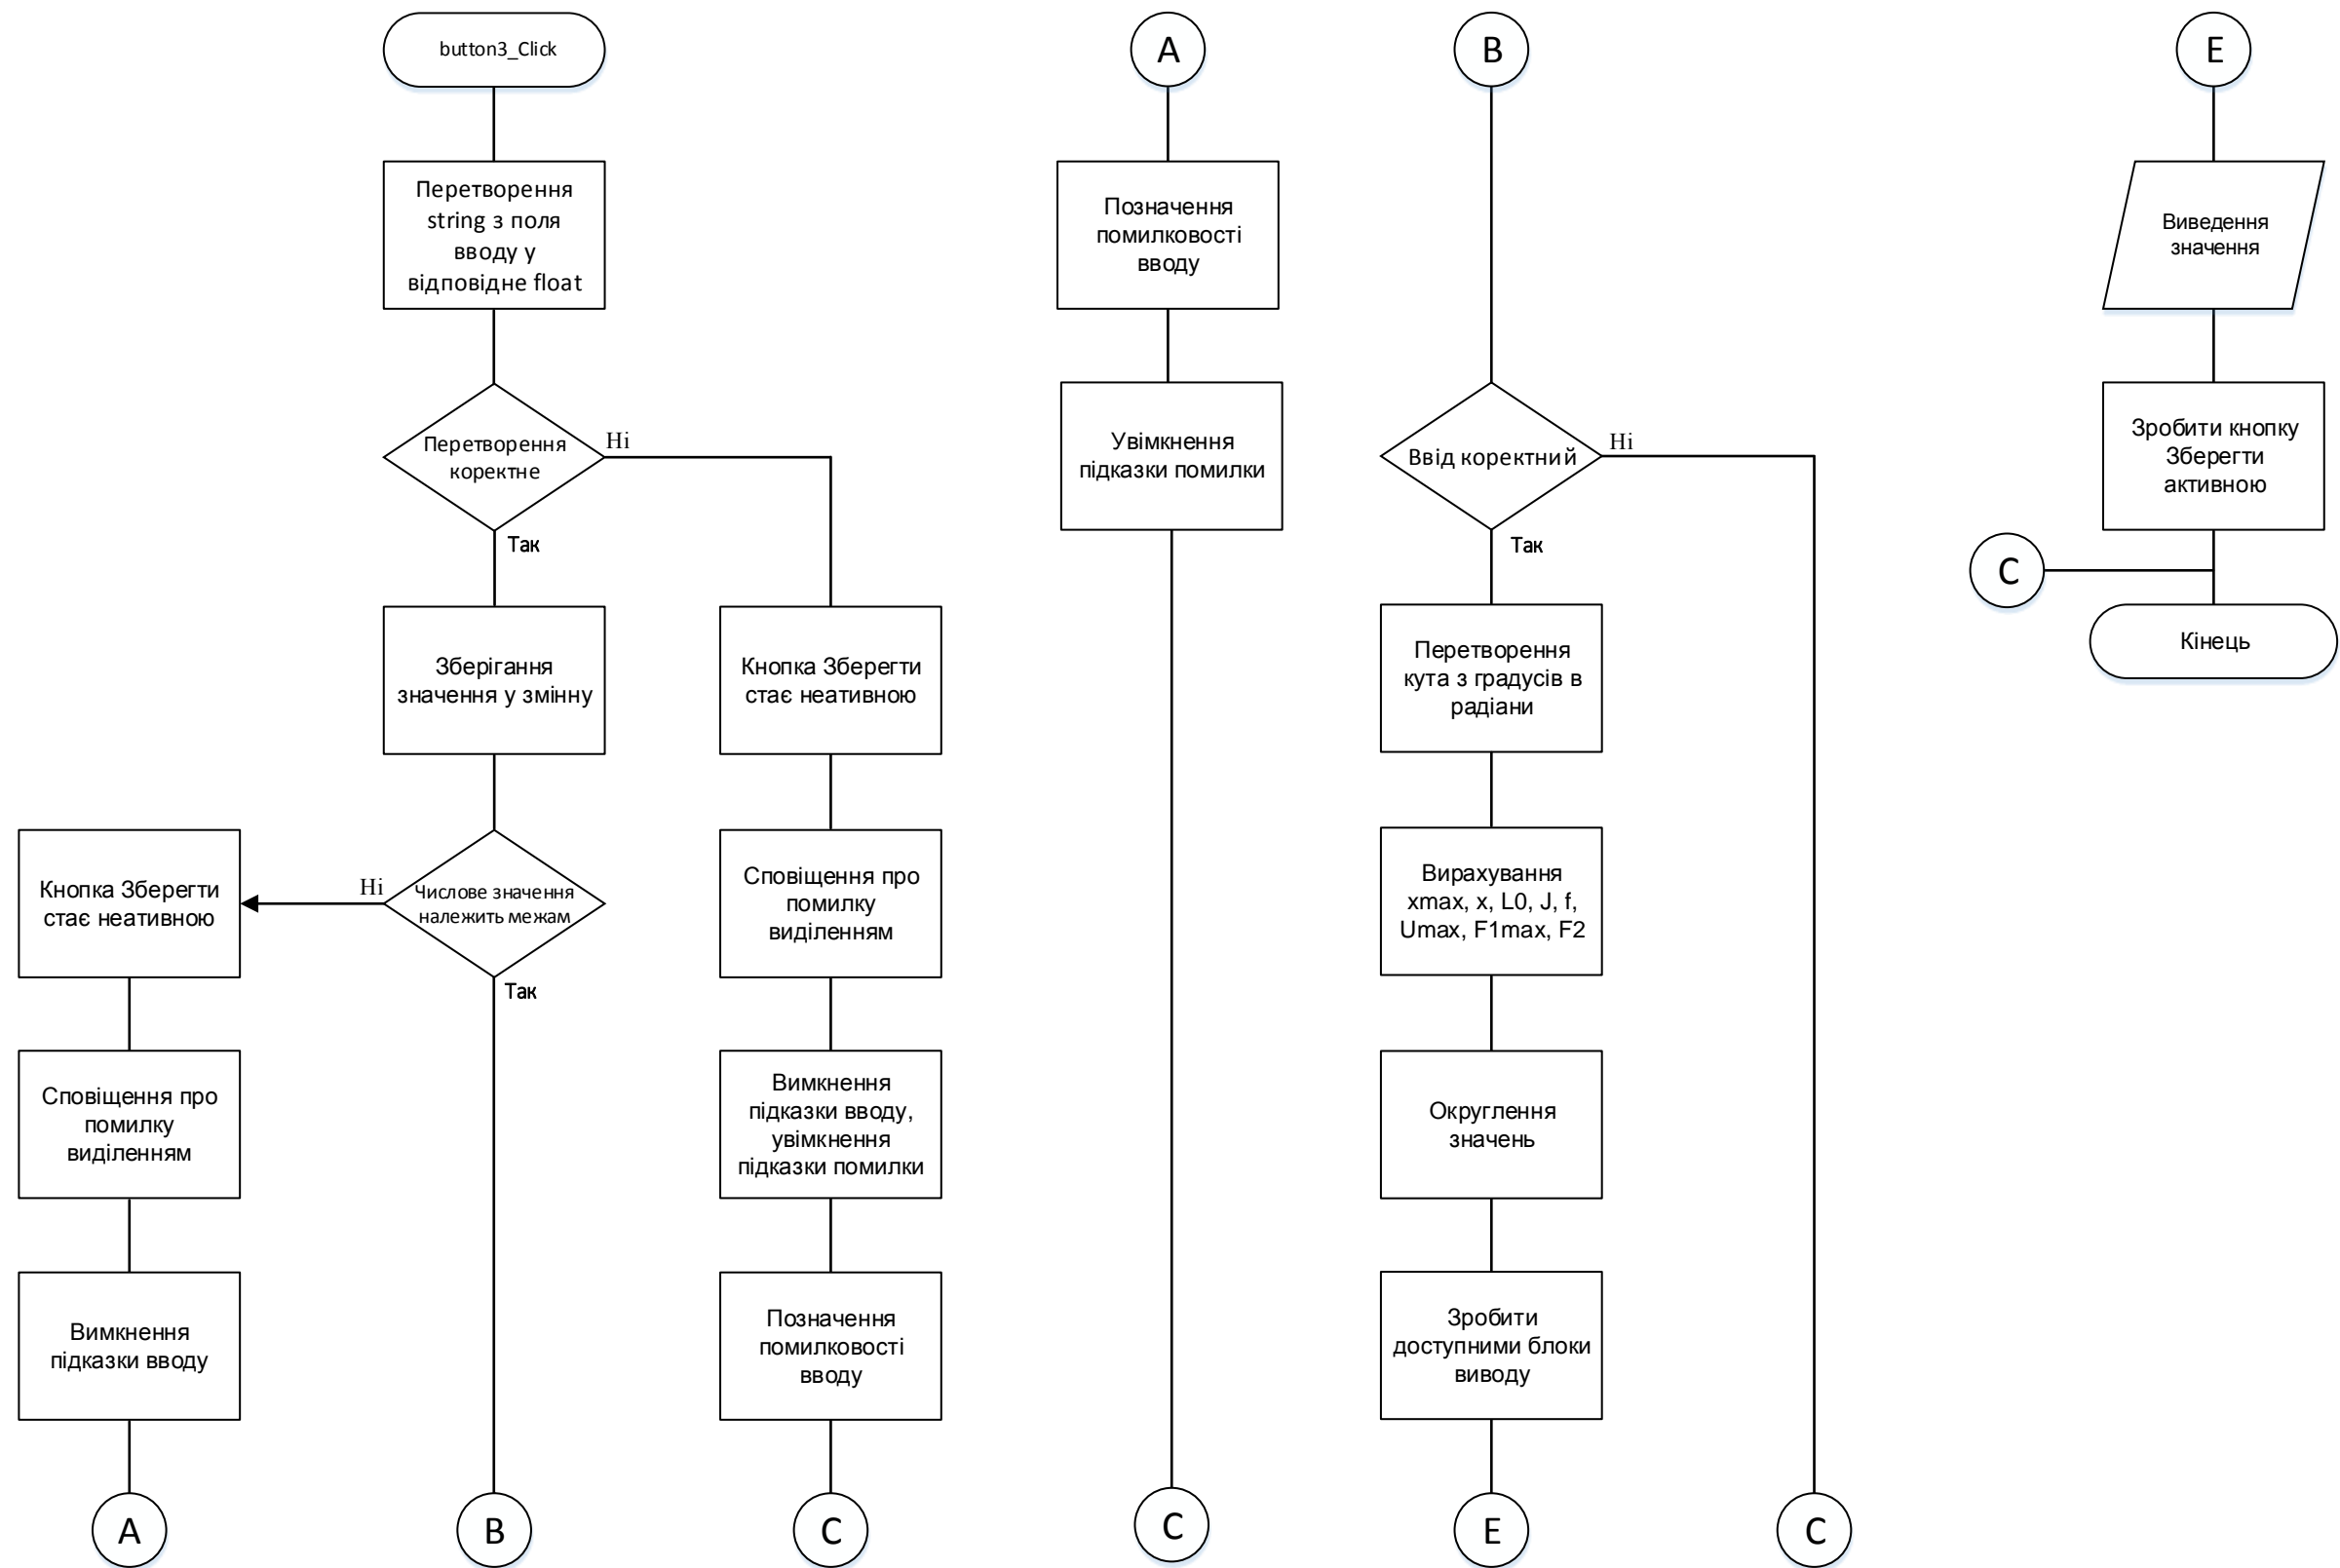 button3_Click
Перетворення
string з поля
вводу у
відповідне float
Перетворення
коректне
Ні
Так
Зберігання
значення у змінну
Числове значення
належить межам
Ні
Так
Кнопка Зберегти
стає неативною
Сповіщення про
помилку
виділенням
Вимкнення
підказки вводу
A
B
Кнопка Зберегти
стає неативною
Сповіщення про
помилку
виділенням
Вимкнення
підказки вводу,
увімкнення
підказки помилки
Позначення
помилковості
вводу
C
A
Позначення
помилковості
вводу
Увімкнення
підказки помилки
C
B
Ввід коректний
Ні
Так
Перетворення
кута з градусів в
радіани
Вирахування
xmax, x, L0, J, f,
Umax, F1max, F2
Округлення
значень
Зробити
доступними блоки
виводу
E
C
E
Виведення
значення
Зробити кнопку
Зберегти
активною
C
Кінець